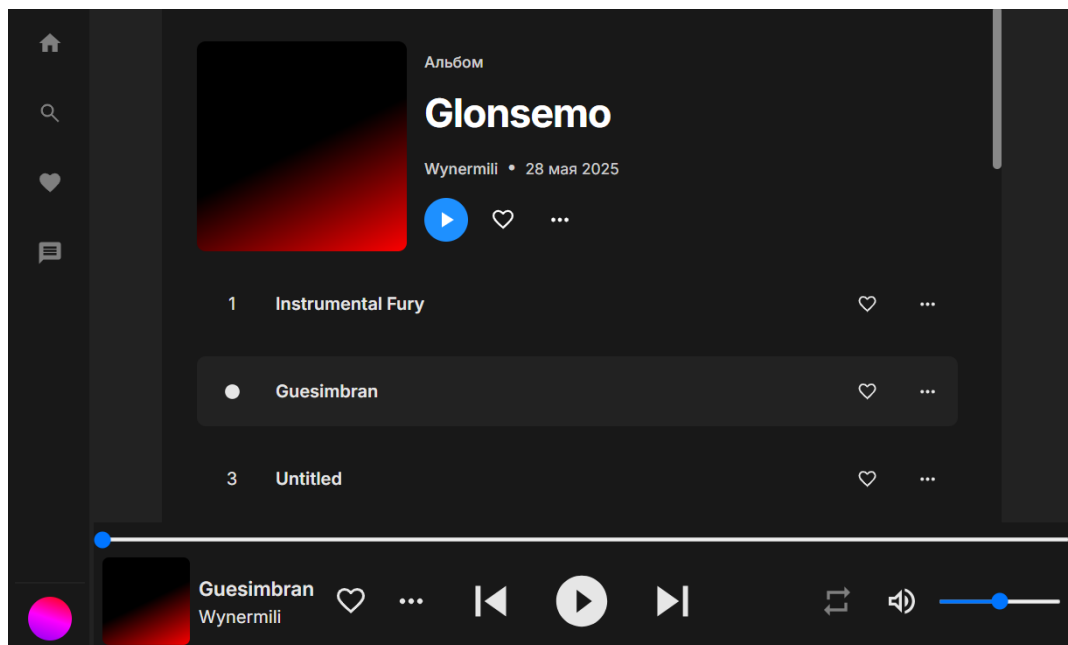 Альбом
Glonsemo
Wynermili • 28 мая 2025
1 Instrumental Fury
Guesimbran
3 Untitled
Guesimbran
Wynermili